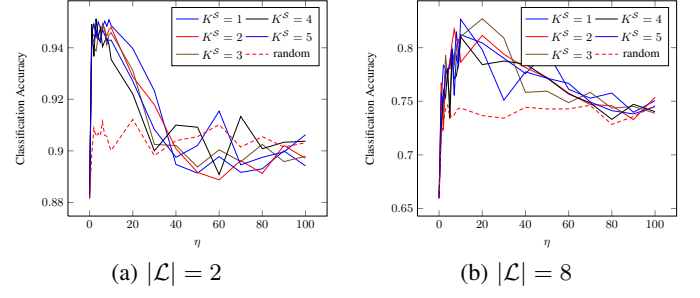 0.94
0.92
0.9
0.88
Classification Accuracy
K^S = 1 K^S = 4
K^S = 2 K^S = 5
K^S = 3 random
0 20 40 60 80 100
η
(a) |ℒ| = 2
0.8
0.75
0.7
0.65
Classification Accuracy
K^S = 1 K^S = 4
K^S = 2 K^S = 5
K^S = 3 random
0 20 40 60 80 100
η
(b) |ℒ| = 8